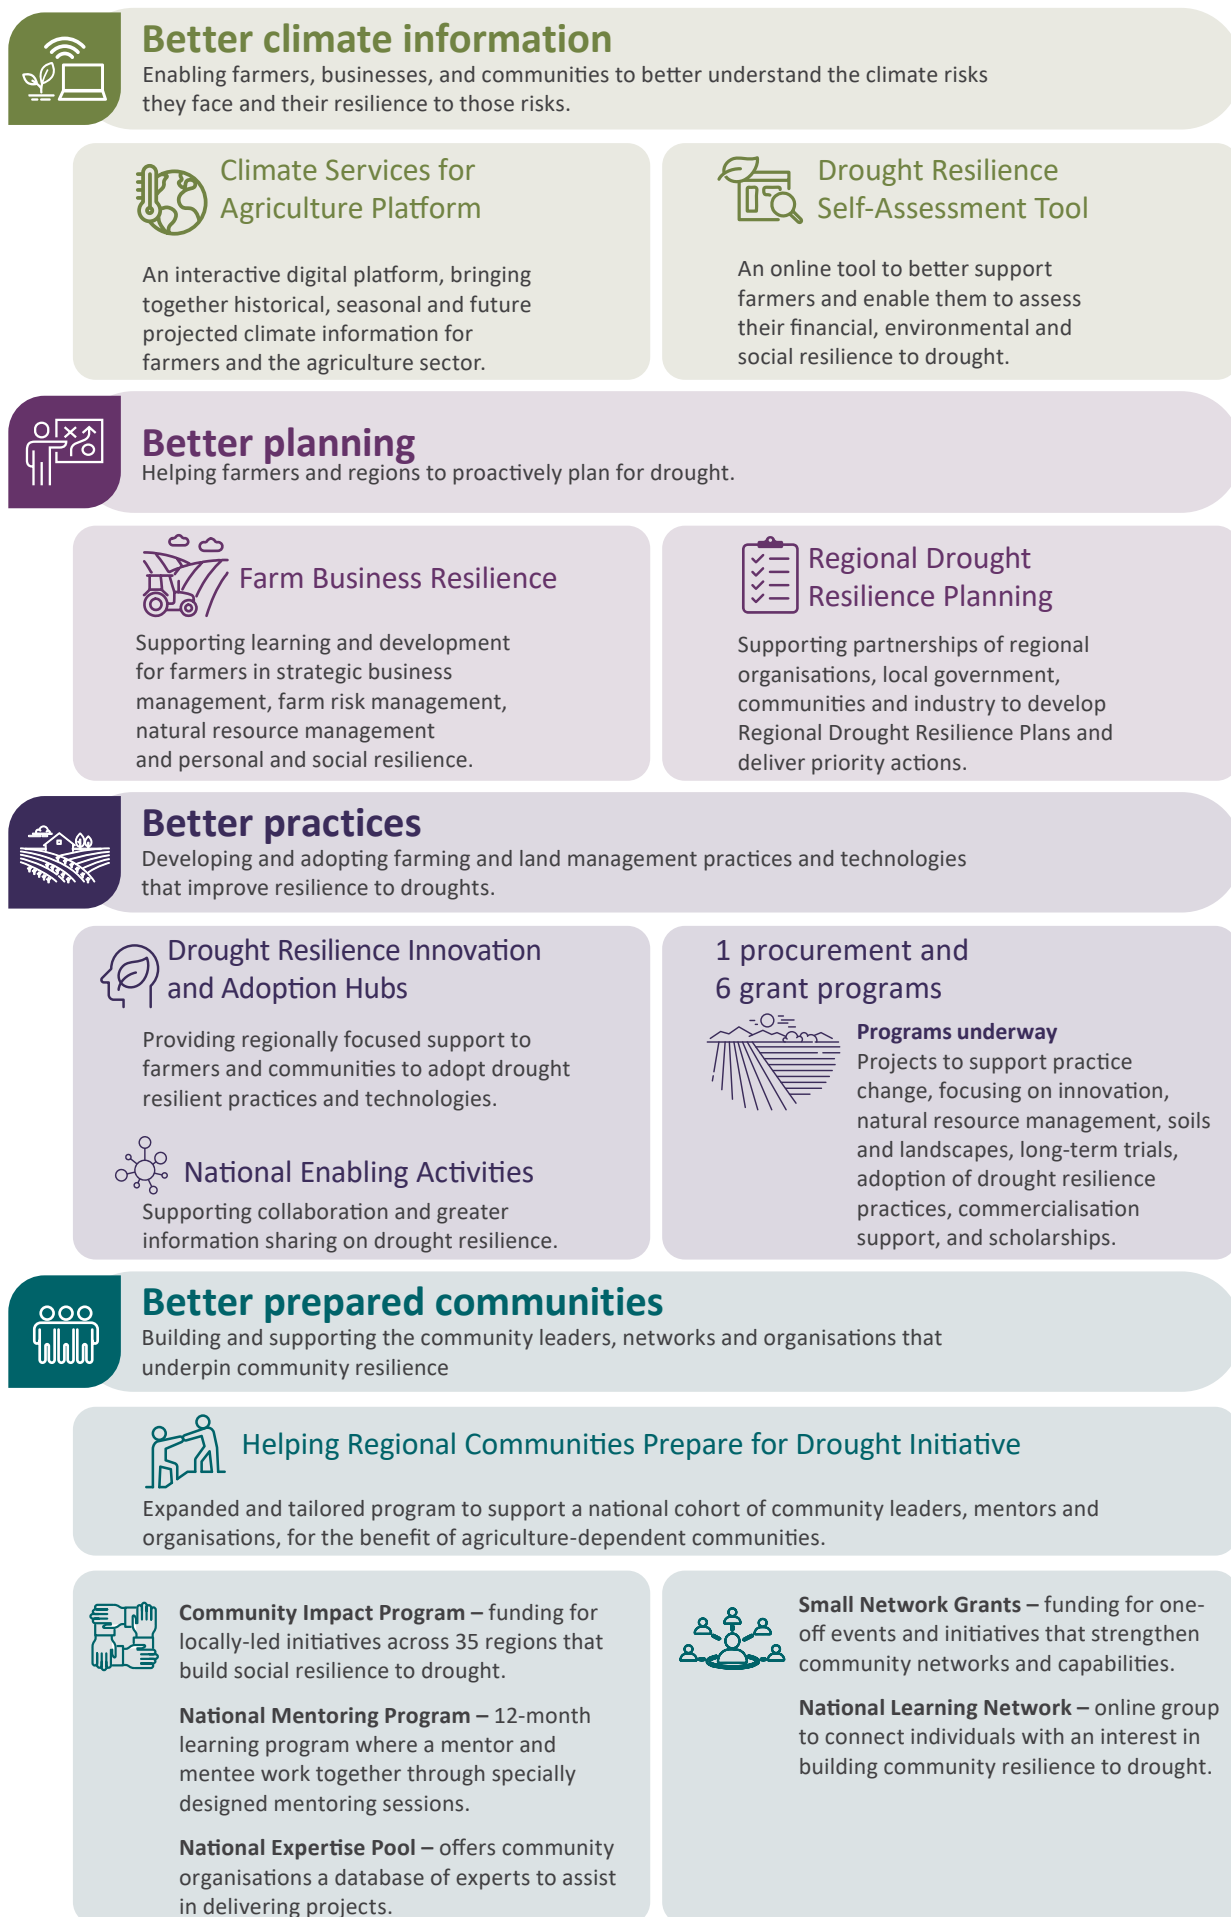 Better climate information
Enabling farmers, businesses, and communities to better understand the climate risks
they face and their resilience to those risks.
Climate Services for
Agriculture Platform
An interactive digital platform, bringing
together historical, seasonal and future
projected climate information for
farmers and the agriculture sector.
Drought Resilience
Self-Assessment Tool
An online tool to better support
farmers and enable them to assess
their financial, environmental and
social resilience to drought.
Better planning
Helping farmers and regions to proactively plan for drought.
Farm Business Resilience
Supporting learning and development
for farmers in strategic business
management, farm risk management,
natural resource management
and personal and social resilience.
Regional Drought
Resilience Planning
Supporting partnerships of regional
organisations, local government,
communities and industry to develop
Regional Drought Resilience Plans and
deliver priority actions.
Better practices
Developing and adopting farming and land management practices and technologies
that improve resilience to droughts.
Drought Resilience Innovation
and Adoption Hubs
Providing regionally focused support to
farmers and communities to adopt drought
resilient practices and technologies.
National Enabling Activities
Supporting collaboration and greater
information sharing on drought resilience.
1 procurement and
6 grant programs
Programs underway
Projects to support practice
change, focusing on innovation,
natural resource management, soils
and landscapes, long-term trials,
adoption of drought resilience
practices, commercialisation
support, and scholarships.
Better prepared communities
Building and supporting the community leaders, networks and organisations that
underpin community resilience
Helping Regional Communities Prepare for Drought Initiative
Expanded and tailored program to support a national cohort of community leaders, mentors and
organisations, for the benefit of agriculture-dependent communities.
Community Impact Program – funding for
locally-led initiatives across 35 regions that
build social resilience to drought.
National Mentoring Program – 12-month
learning program where a mentor and
mentee work together through specially
designed mentoring sessions.
National Expertise Pool – offers community
organisations a database of experts to assist
in delivering projects.
Small Network Grants – funding for one-
off events and initiatives that strengthen
community networks and capabilities.
National Learning Network – online group
to connect individuals with an interest in
building community resilience to drought.